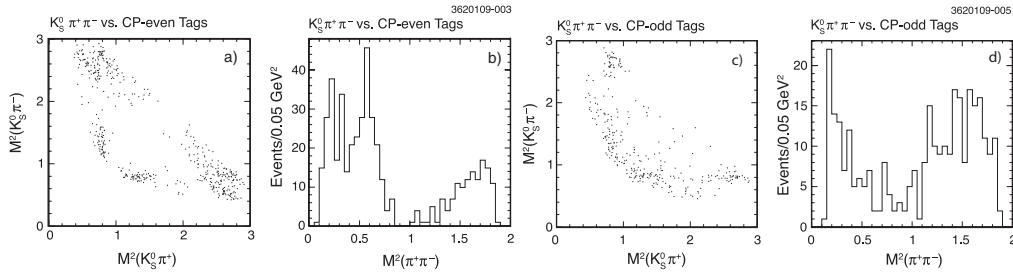 3620109-003
K⁰S π⁺π⁻ vs. CP-even Tags
a)
3
2
1
0
0 1 2 3
M²(K⁰S π⁻)
M²(K⁰S π⁺)
K⁰S π⁺π⁻ vs. CP-even Tags
b)
40
30
20
10
0
0 0.5 1 1.5 2
Events/0.05 GeV²
M²(π⁺π⁻)
3620109-005
K⁰S π⁺π⁻ vs. CP-odd Tags
c)
3
2
1
0
0 1 2 3
M²(K⁰S π⁻)
M²(K⁰S π⁺)
K⁰S π⁺π⁻ vs. CP-odd Tags
d)
20
15
10
5
0
0 0.5 1 1.5 2
Events/0.05 GeV²
M²(π⁺π⁻)